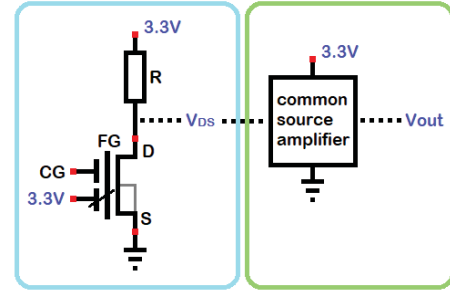 3.3V
R
VDS
FG
D
CG
3.3V
S
3.3V
common
source
amplifier
Vout